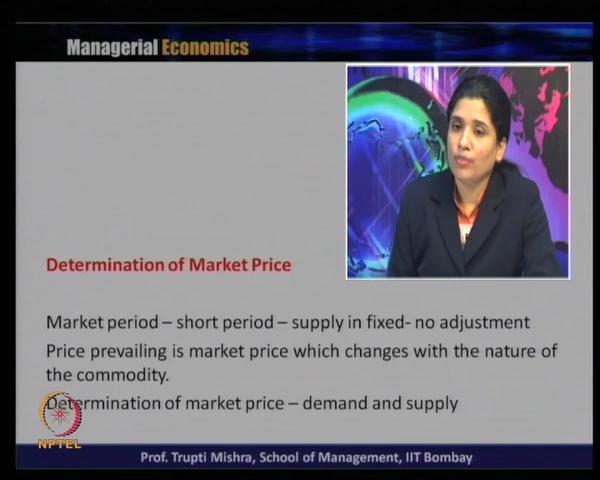 Managerial Economics
Determination of Market Price
Market period – short period – supply in fixed- no adjustment
Price prevailing is market price which changes with the nature of
the commodity.
Determination of market price – demand and supply
NPTEL
Prof. Trupti Mishra, School of Management, IIT Bombay